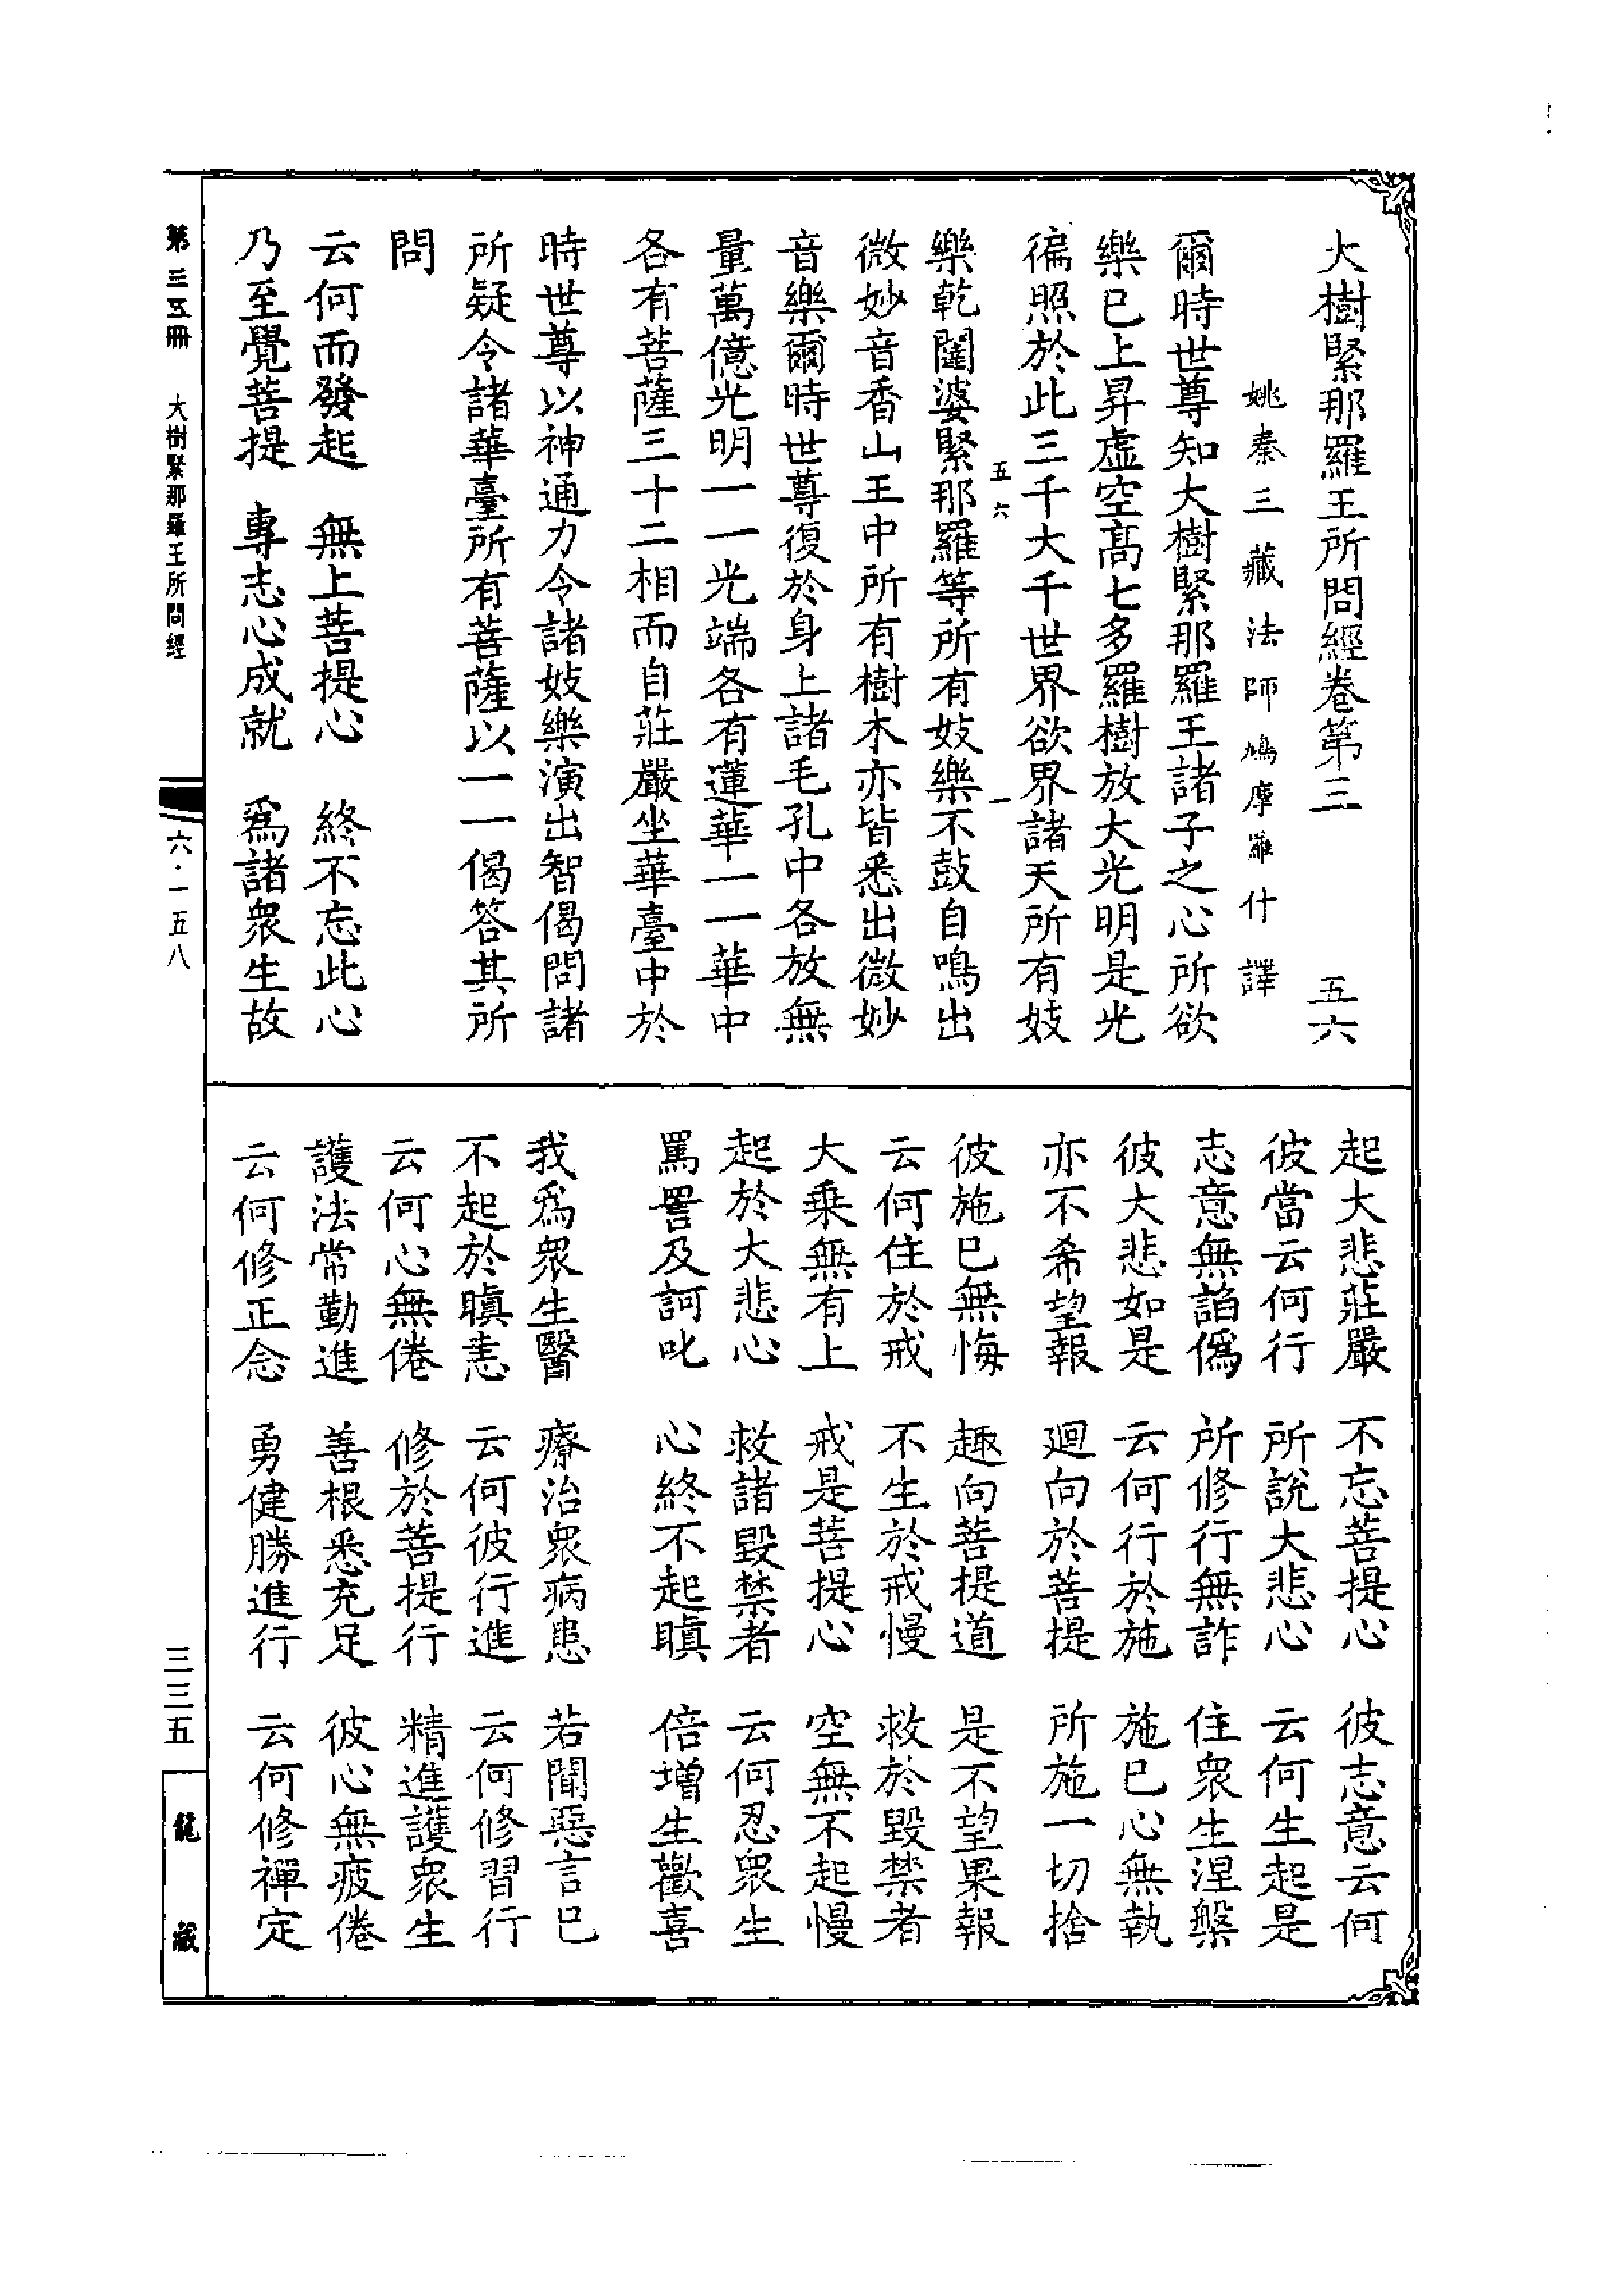 大樹緊那羅王所問經卷第三　五六
姚秦三藏法師鳩摩羅什譯
爾時世尊知大樹緊那羅王諸子之心所欲
樂已上昇虛空高七多羅樹放大光明是光
徧照於此三千大千世界欲界諸天所有妓
五六　一
樂乾闥婆緊那羅等所有妓樂不鼓自鳴出
微妙音香山王中所有樹木亦皆悉出微妙
音樂爾時世尊復於身上諸毛孔中各放無
量萬億光明一一光端各有蓮華一一華中
各有菩薩三十二相而自莊嚴坐華臺中於
時世尊以神通力令諸妓樂演出智偈問諸
所疑令諸華臺所有菩薩以一一偈答其所
問
云何而發起　無上菩提心　終不忘此心
乃至覺菩提　專志心成就　爲諸衆生故
起大悲莊嚴　不忘菩提心　彼志意云何
彼當云何行　所說大悲心　云何生起是
志意無諂僞　所修行無詐　住衆生涅槃
彼大悲如是　云何行於施　施已心無執
亦不希望報　迴向於菩提　所施一切捨
彼施已無悔　趣向菩提道　是不望果報
云何住於戒　不生於戒慢　救於毀禁者
大乘無有上　戒是菩提心　空無不起慢
起於大悲心　救諸毀禁者　云何忍衆生
罵詈及訶叱　心終不起瞋　倍增生歡喜
我爲衆生醫　療治衆病患　若聞惡言已
不起於瞋恚　云何彼行進　云何修習行
云何心無倦　修於菩提行　精進護衆生
護法常勤進　善根悉充足　彼心無疲倦
云何修正念　勇健勝進行　云何修禪定
第三五冊　大樹緊那羅王所問經　六·一五八　三三五　龍藏